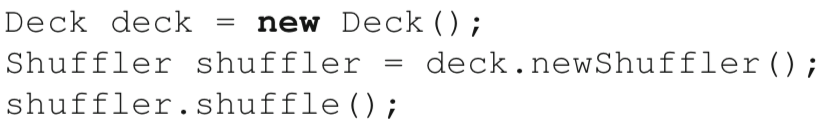 Deck deck = new Deck();
Shuffler shuffler = deck.newShuffler();
shuffler.shuffle();